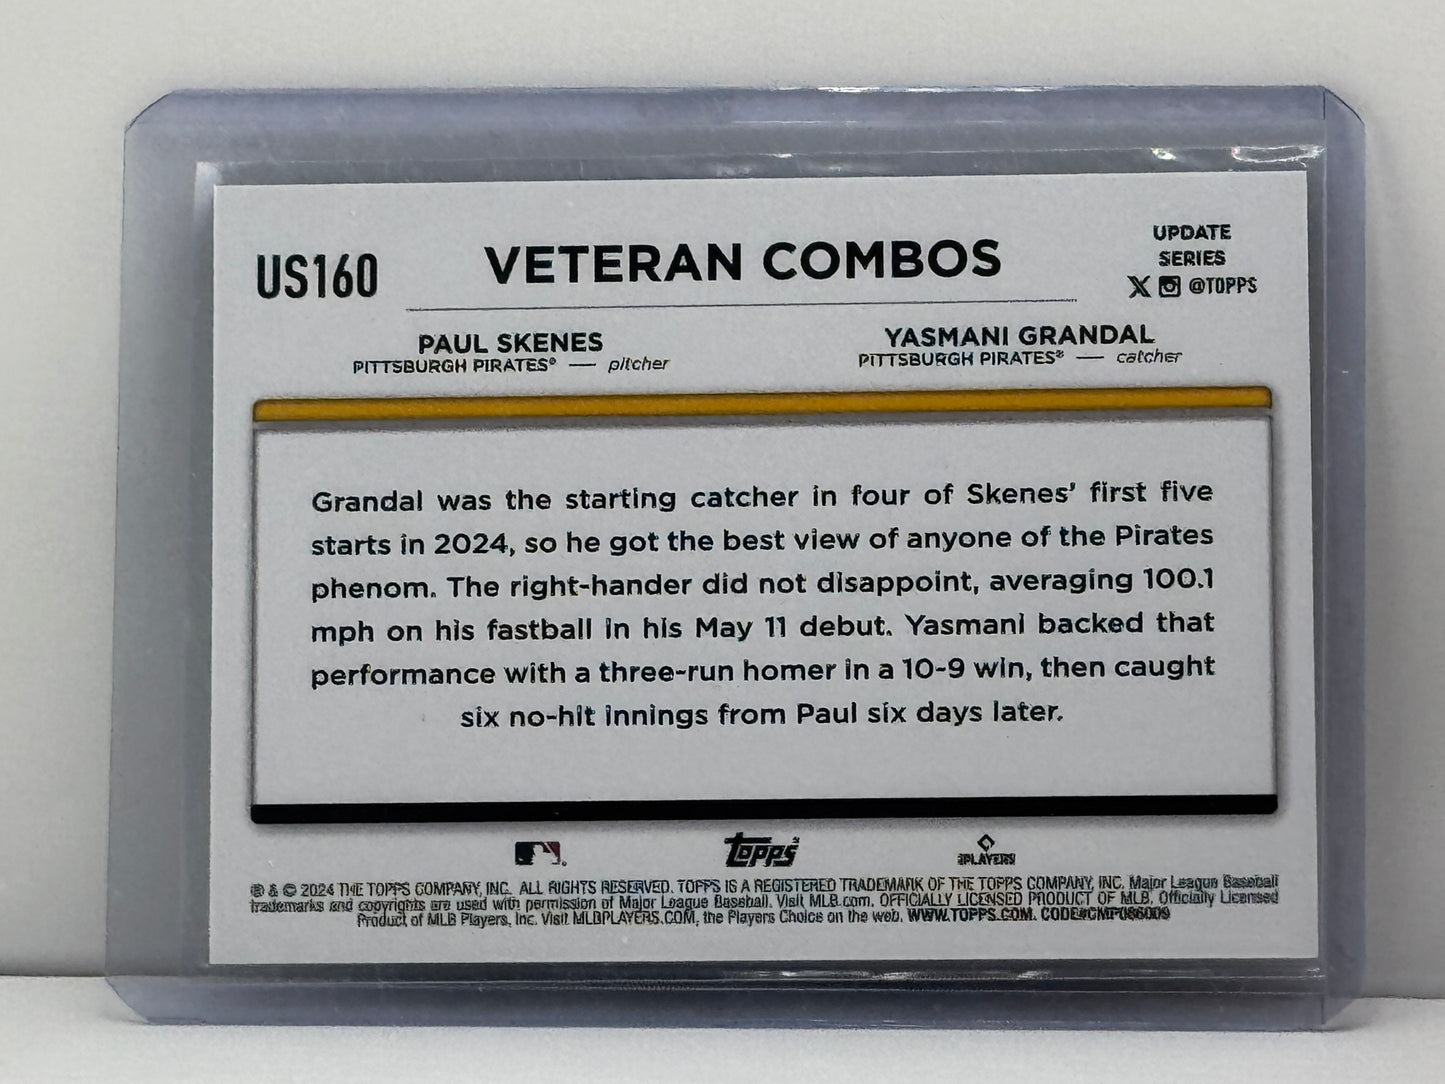 US160
VETERAN COMBOS
UPDATE
SERIES
X @TOPPS
PAUL SKENES
PITTSBURGH PIRATES® — pitcher
YASMANI GRANDAL
PITTSBURGH PIRATES® — catcher
Grandal was the starting catcher in four of Skenes' first five
starts in 2024, so he got the best view of anyone of the Pirates
phenom. The right-hander did not disappoint, averaging 100.1
mph on his fastball in his May 11 debut. Yasmani backed that
performance with a three-run homer in a 10-9 win, then caught
six no-hit innings from Paul six days later.
topps
PLAYERS
® & © 2024 THE TOPPS COMPANY, INC. ALL RIGHTS RESERVED. TOPPS IS A REGISTERED TRADEMARK OF THE TOPPS COMPANY, INC. Major League Baseball
trademarks and copyrights are used with permission of Major League Baseball. Visit MLB.com. OFFICIALLY LICENSED PRODUCT OF MLB. Officially Licensed
Product of MLB Players, Inc. Visit MLBPLAYERS.COM, the Players Choice on the web. WWW.TOPPS.COM. CODE#CMP086009